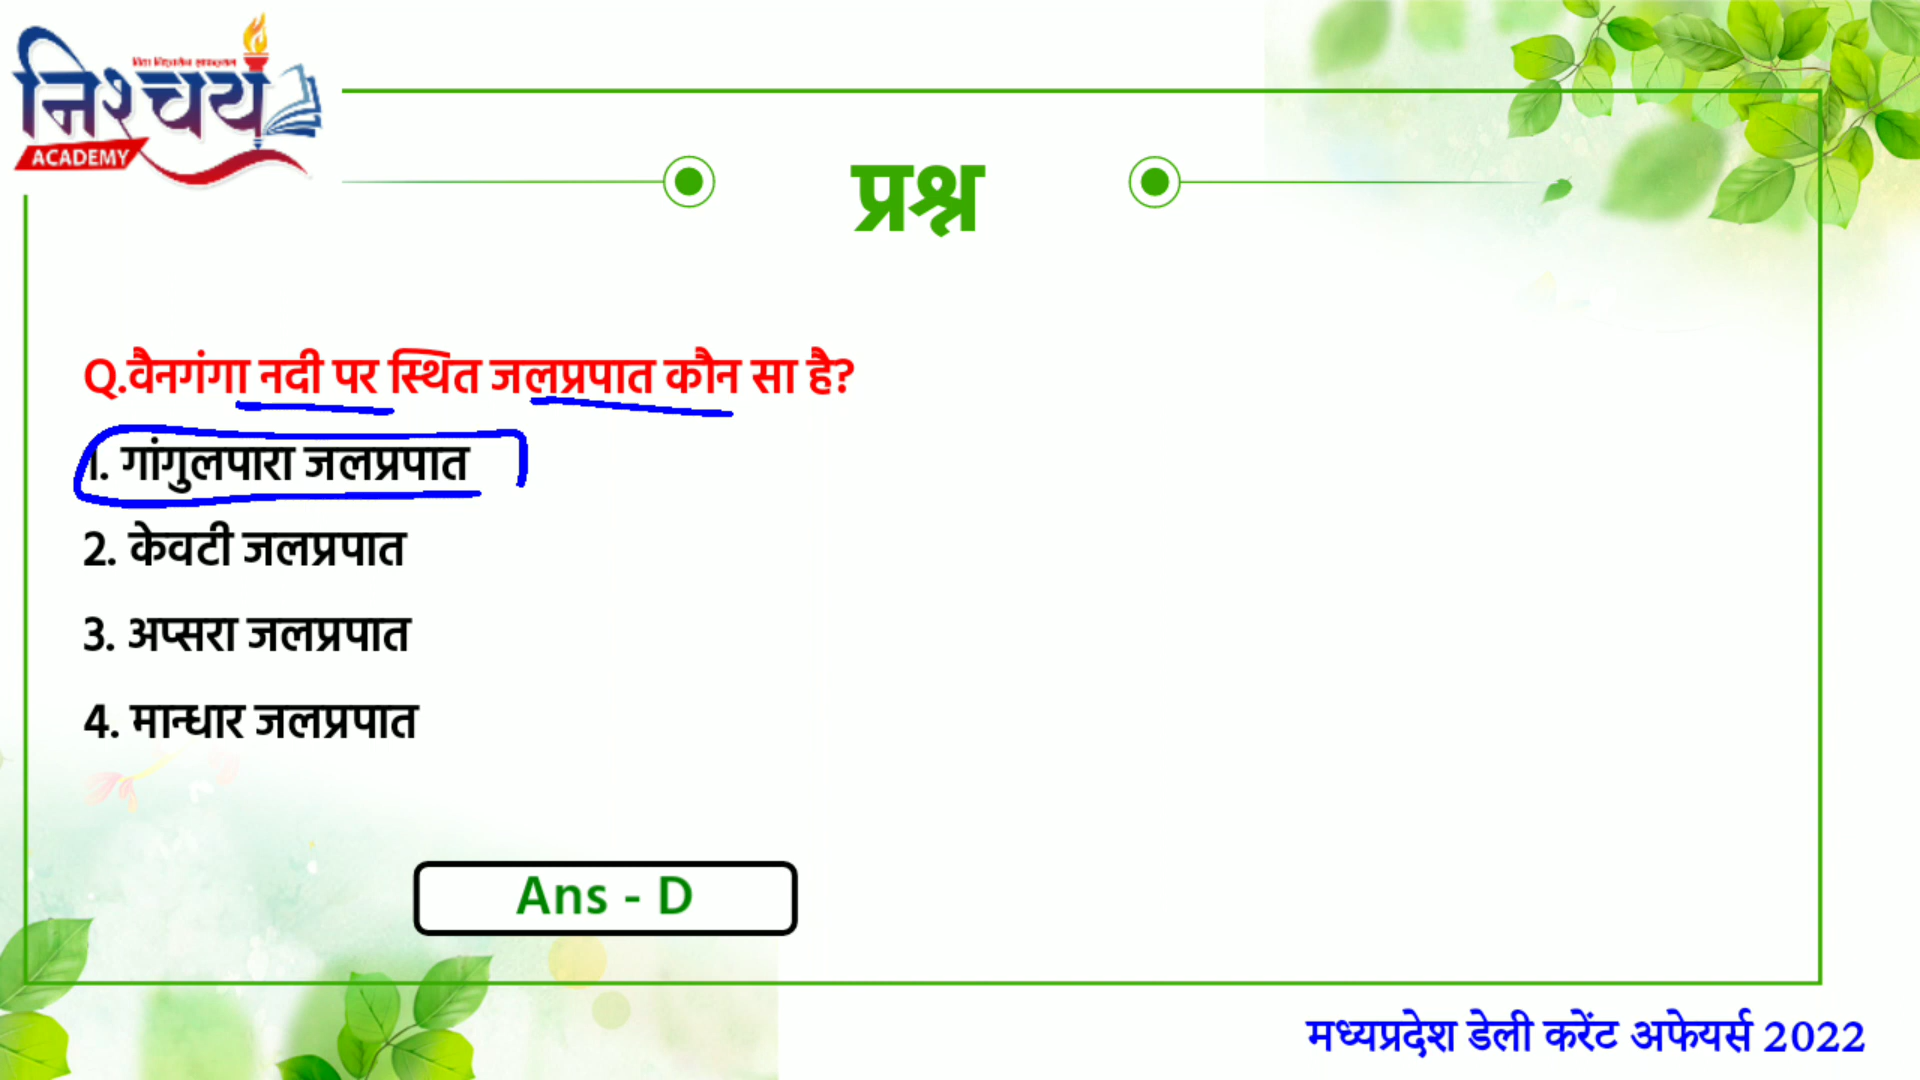 निश्चय
ACADEMY
प्रश्न
Q.वैनगंगा नदी पर स्थित जलप्रपात कौन सा है?
1. गांगुलपारा जलप्रपात
2. केवटी जलप्रपात
3. अप्सरा जलप्रपात
4. मान्धार जलप्रपात
Ans - D
मध्यप्रदेश डेली करेंट अफेयर्स 2022